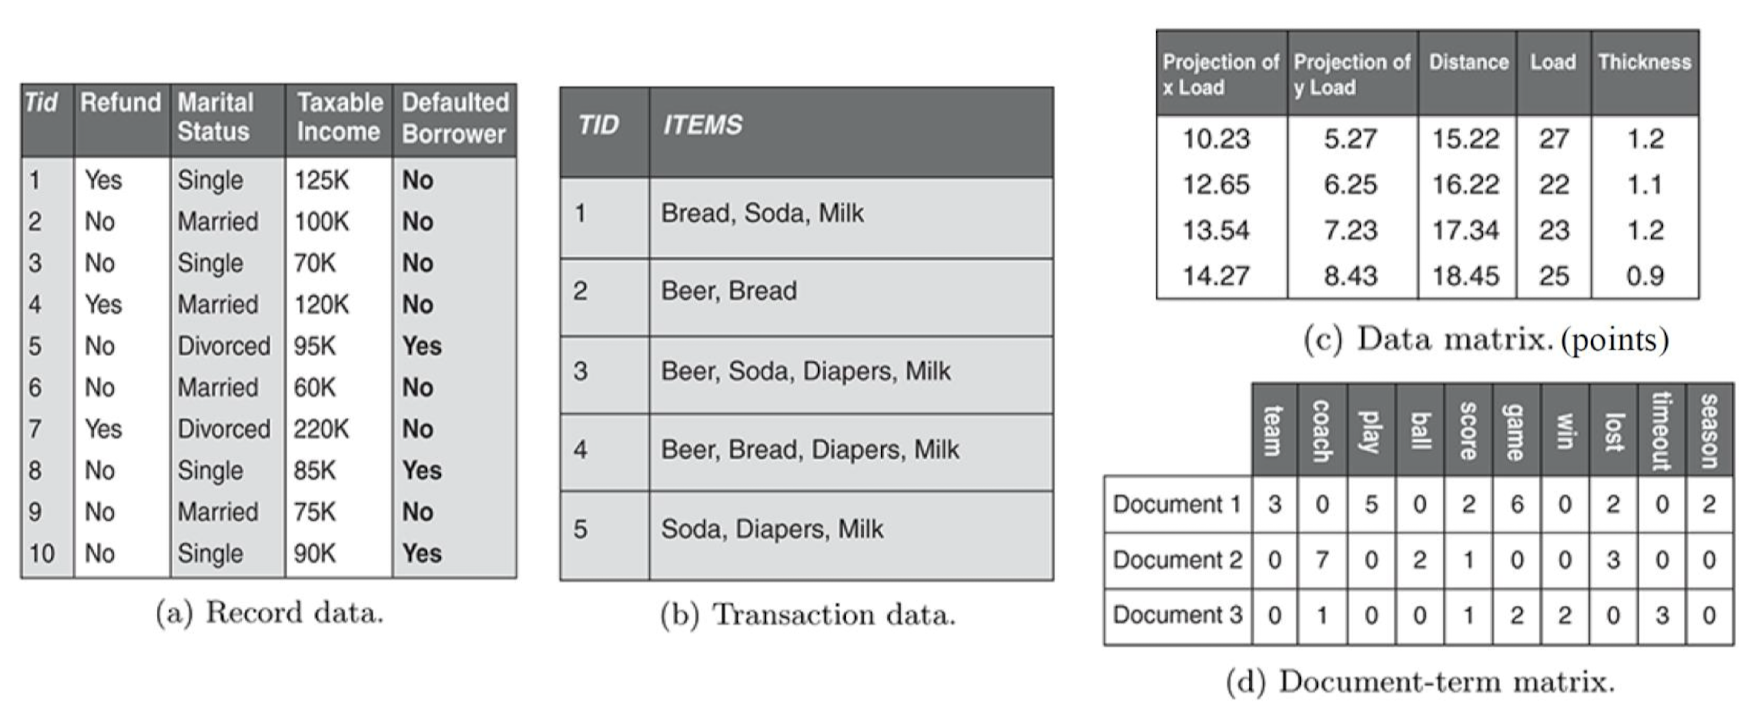 Tid Refund Marital Status Taxable Income Defaulted Borrower
1 Yes Single 125K No
2 No Married 100K No
3 No Single 70K No
4 Yes Married 120K No
5 No Divorced 95K Yes
6 No Married 60K No
7 Yes Divorced 220K No
8 No Single 85K Yes
9 No Married 75K No
10 No Single 90K Yes
(a) Record data.
TID ITEMS
1 Bread, Soda, Milk
2 Beer, Bread
3 Beer, Soda, Diapers, Milk
4 Beer, Bread, Diapers, Milk
5 Soda, Diapers, Milk
(b) Transaction data.
Projection of x Load Projection of y Load Distance Load Thickness
10.23 5.27 15.22 27 1.2
12.65 6.25 16.22 22 1.1
13.54 7.23 17.34 23 1.2
14.27 8.43 18.45 25 0.9
(c) Data matrix. (points)
team coach play ball score game win lost timeout season
Document 1 3 0 5 0 2 6 0 2 0 2
Document 2 0 7 0 2 1 0 0 3 0 0
Document 3 0 1 0 0 1 2 2 0 3 0
(d) Document-term matrix.